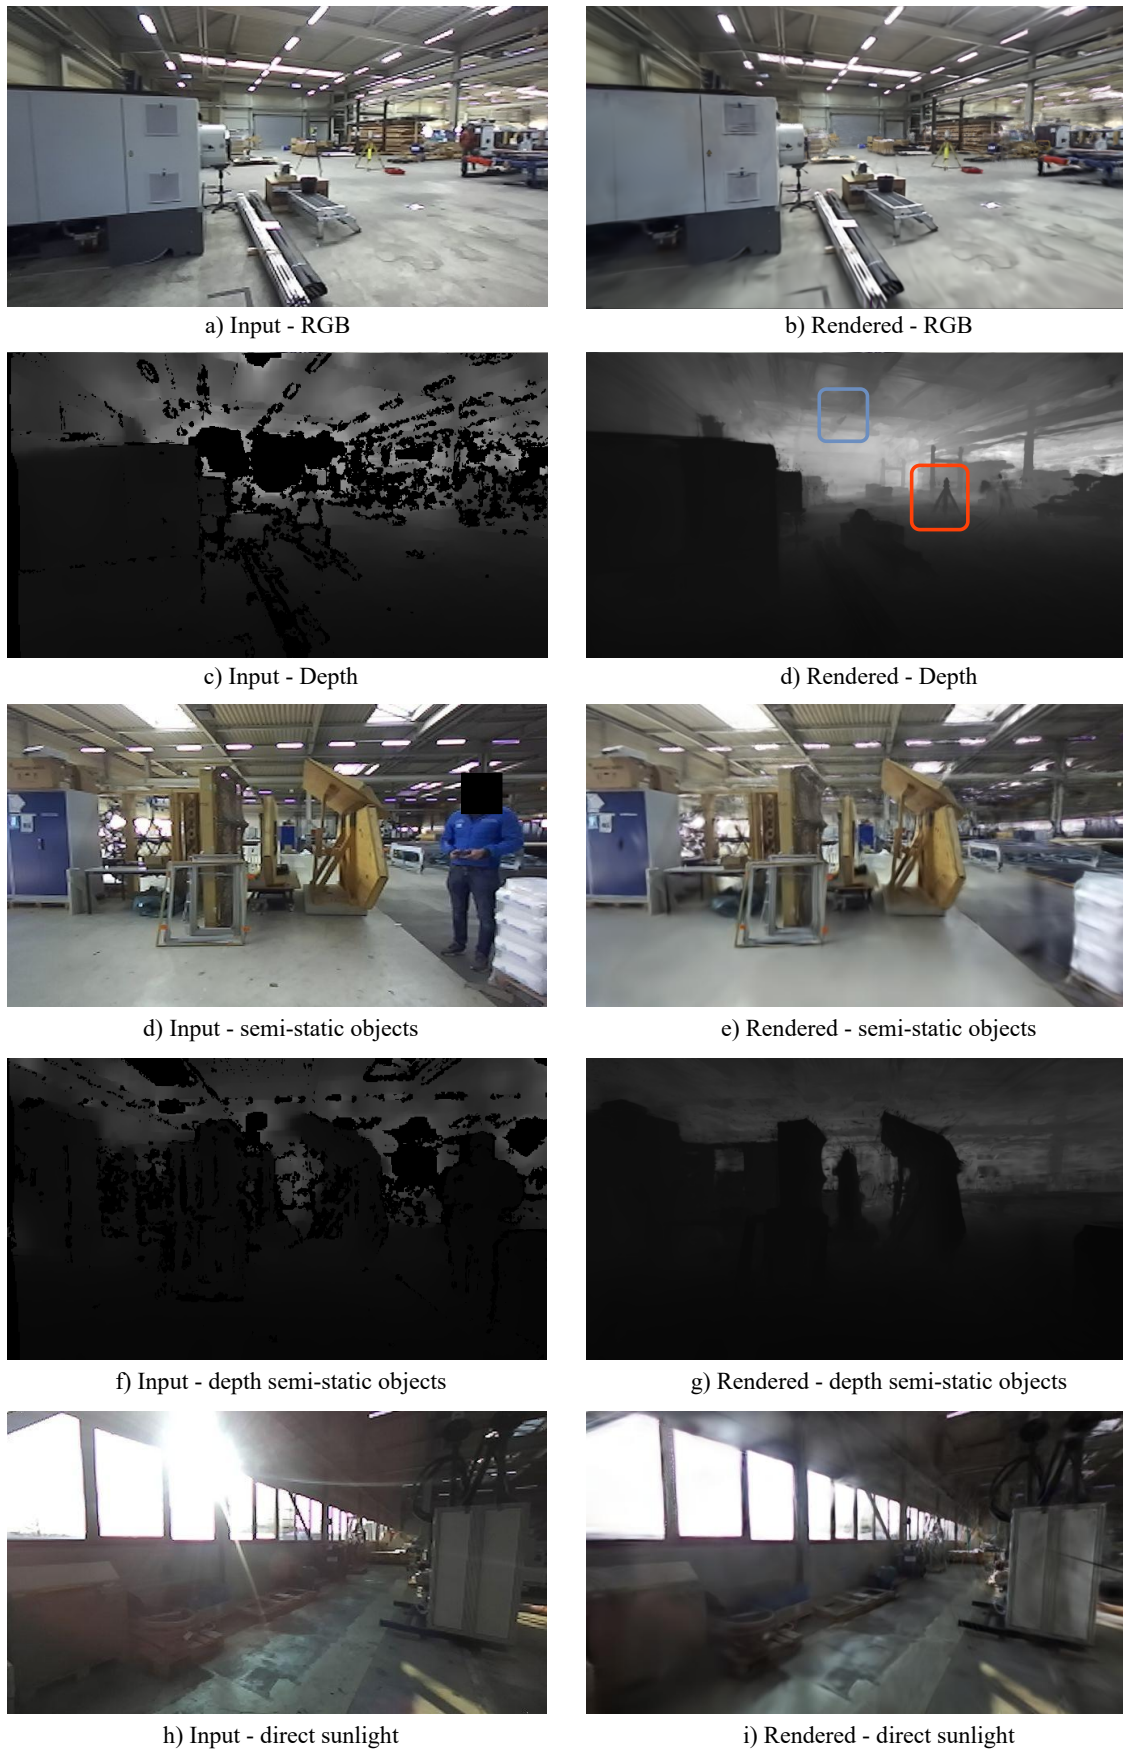 a) Input - RGB
b) Rendered - RGB
c) Input - Depth
d) Rendered - Depth
d) Input - semi-static objects
e) Rendered - semi-static objects
f) Input - depth semi-static objects
g) Rendered - depth semi-static objects
h) Input - direct sunlight
i) Rendered - direct sunlight